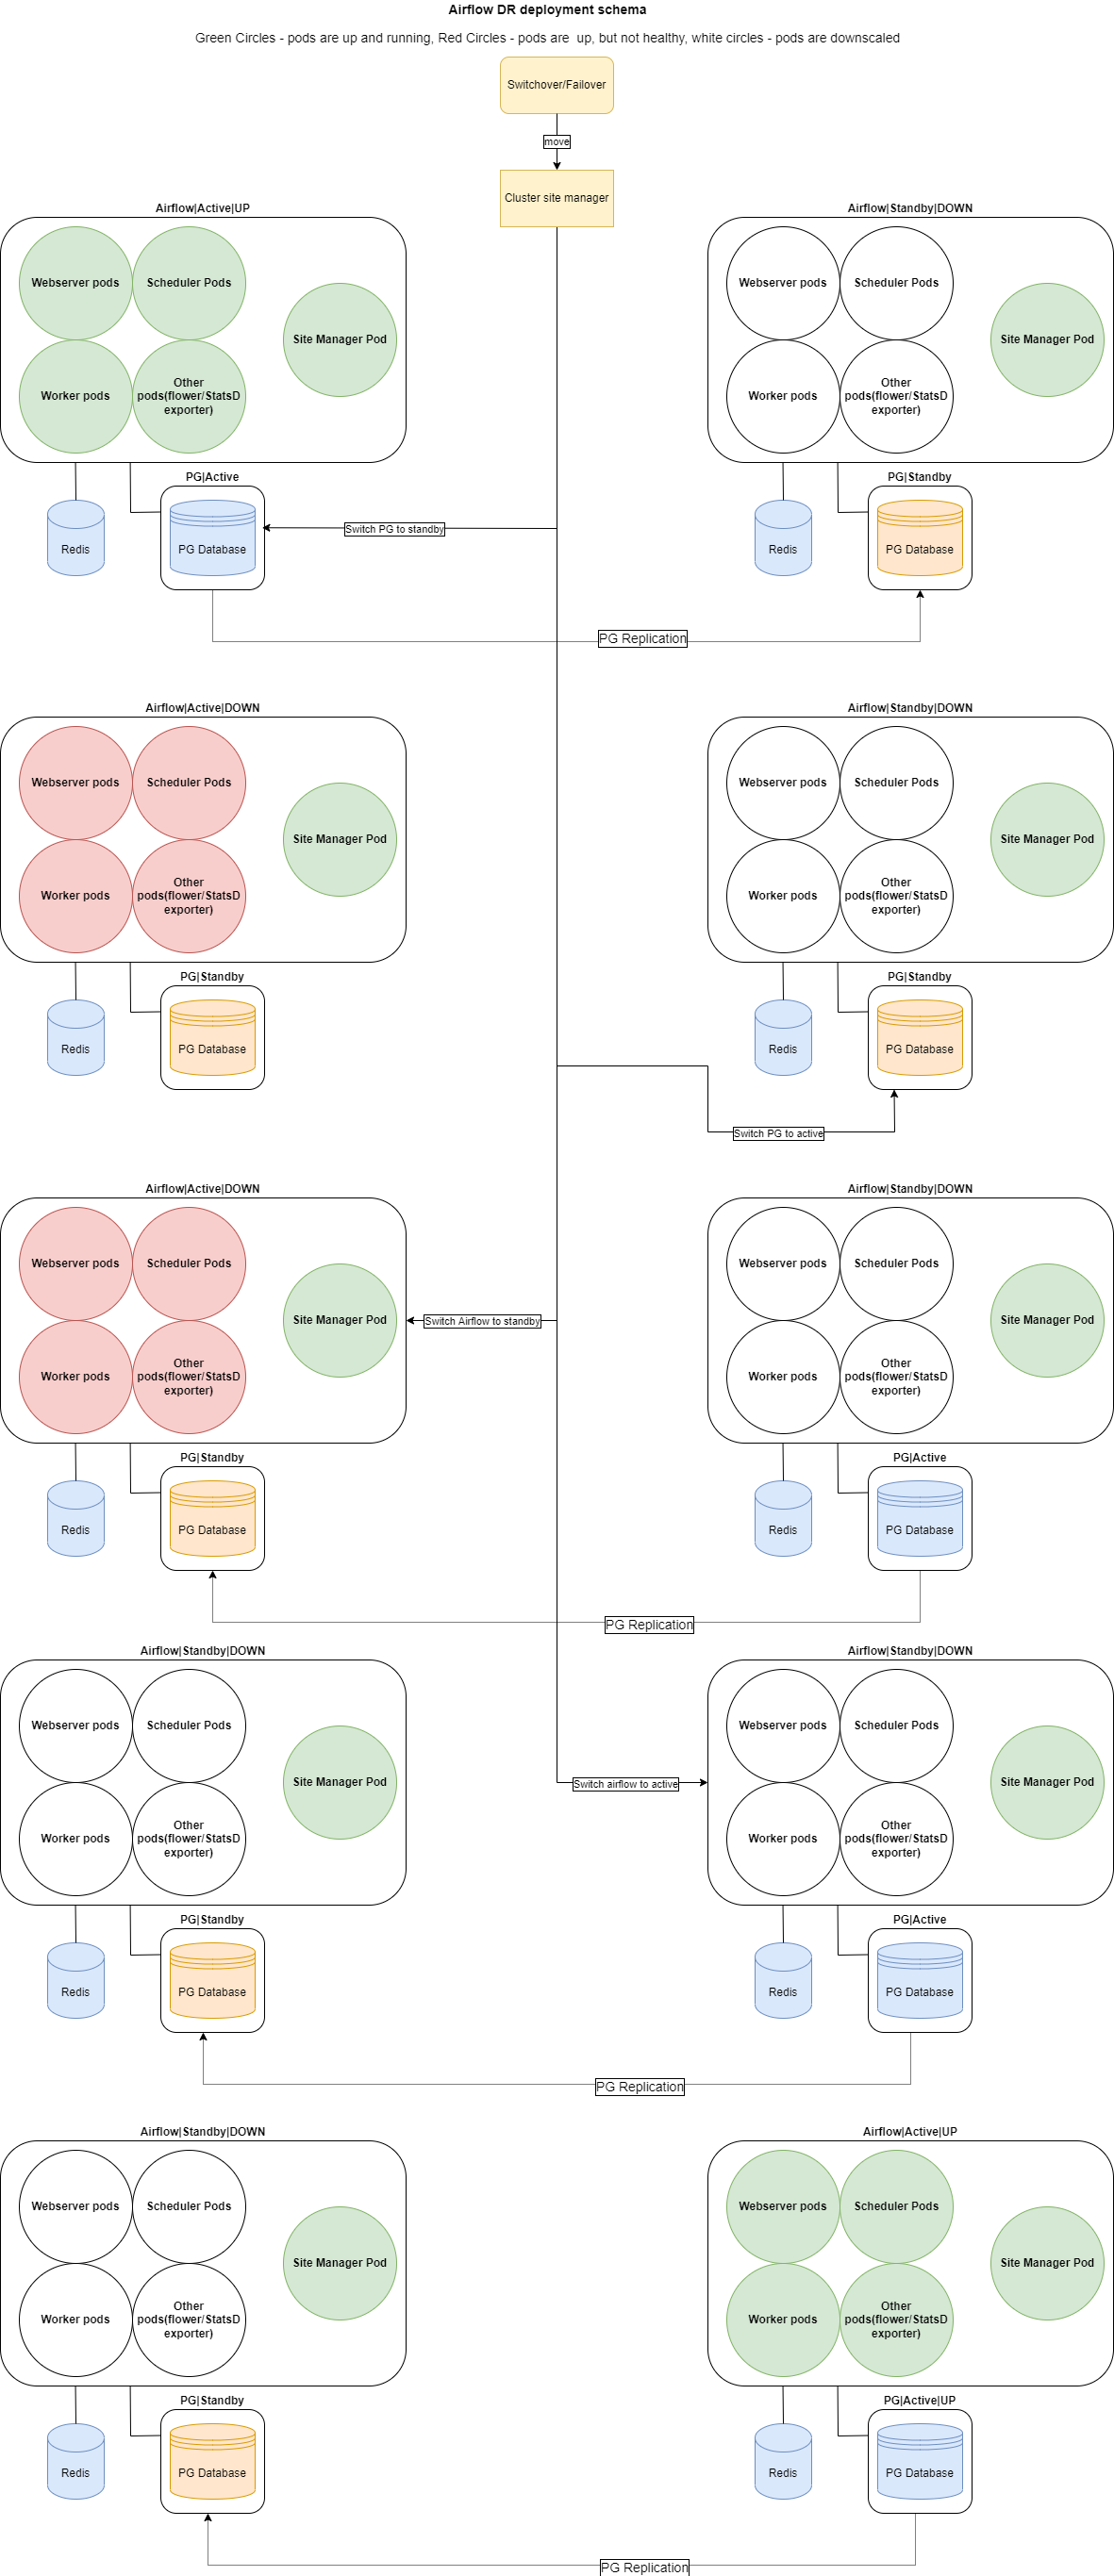 Airflow DR deployment schema
Green Circles - pods are up and running, Red Circles - pods are  up, but not healthy, white circles - pods are downscaled
Switchover/Failover
move
Cluster site manager
Airflow|Active|UP
Webserver pods
Scheduler Pods
Site Manager Pod
Worker pods
Other
pods(flower/StatsD
exporter)
PG|Active
Redis
PG Database
Switch PG to standby
Airflow|Standby|DOWN
Webserver pods
Scheduler Pods
Site Manager Pod
Worker pods
Other
pods(flower/StatsD
exporter)
PG|Standby
Redis
PG Database
PG Replication
Airflow|Active|DOWN
Webserver pods
Scheduler Pods
Site Manager Pod
Worker pods
Other
pods(flower/StatsD
exporter)
PG|Standby
Redis
PG Database
Airflow|Standby|DOWN
Webserver pods
Scheduler Pods
Site Manager Pod
Worker pods
Other
pods(flower/StatsD
exporter)
PG|Standby
Redis
PG Database
Switch PG to active
Airflow|Active|DOWN
Webserver pods
Scheduler Pods
Site Manager Pod
Switch Airflow to standby
Worker pods
Other
pods(flower/StatsD
exporter)
PG|Standby
Redis
PG Database
Airflow|Standby|DOWN
Webserver pods
Scheduler Pods
Site Manager Pod
Worker pods
Other
pods(flower/StatsD
exporter)
PG|Active
Redis
PG Database
PG Replication
Airflow|Standby|DOWN
Webserver pods
Scheduler Pods
Site Manager Pod
Worker pods
Other
pods(flower/StatsD
exporter)
PG|Standby
Redis
PG Database
Switch airflow to active
Airflow|Standby|DOWN
Webserver pods
Scheduler Pods
Site Manager Pod
Worker pods
Other
pods(flower/StatsD
exporter)
PG|Active
Redis
PG Database
PG Replication
Airflow|Standby|DOWN
Webserver pods
Scheduler Pods
Site Manager Pod
Worker pods
Other
pods(flower/StatsD
exporter)
PG|Standby
Redis
PG Database
Airflow|Active|UP
Webserver pods
Scheduler Pods
Site Manager Pod
Worker pods
Other
pods(flower/StatsD
exporter)
PG|Active|UP
Redis
PG Database
PG Replication